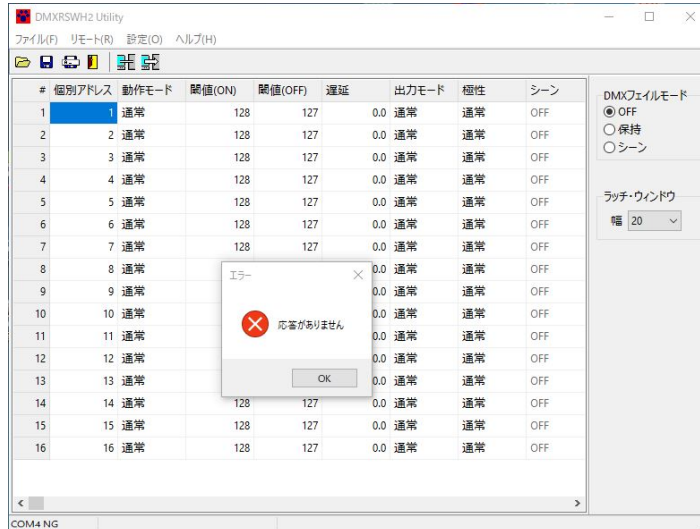 DMXRSWH2 Utility
ファイル(F) リモート(R) 設定(O) ヘルプ(H)
# 個別アドレス 動作モード 閾値(ON) 閾値(OFF) 遅延 出力モード 極性 シーン
1 1 通常 128 127 0.0 通常 通常 OFF
2 2 通常 128 127 0.0 通常 通常 OFF
3 3 通常 128 127 0.0 通常 通常 OFF
4 4 通常 128 127 0.0 通常 通常 OFF
5 5 通常 128 127 0.0 通常 通常 OFF
6 6 通常 128 127 0.0 通常 通常 OFF
7 7 通常 128 127 0.0 通常 通常 OFF
8 8 通常 0.0 通常 通常 OFF
9 9 通常 0.0 通常 通常 OFF
10 10 通常 0.0 通常 通常 OFF
11 11 通常 0.0 通常 通常 OFF
12 12 通常 0.0 通常 通常 OFF
13 13 通常 0.0 通常 通常 OFF
14 14 通常 128 127 0.0 通常 通常 OFF
15 15 通常 128 127 0.0 通常 通常 OFF
16 16 通常 128 127 0.0 通常 通常 OFF
エラー
応答がありません
OK
DMXファイルモード
OFF
保持
シーン
ラッチ・ウィンドウ
幅 20
COM4 NG